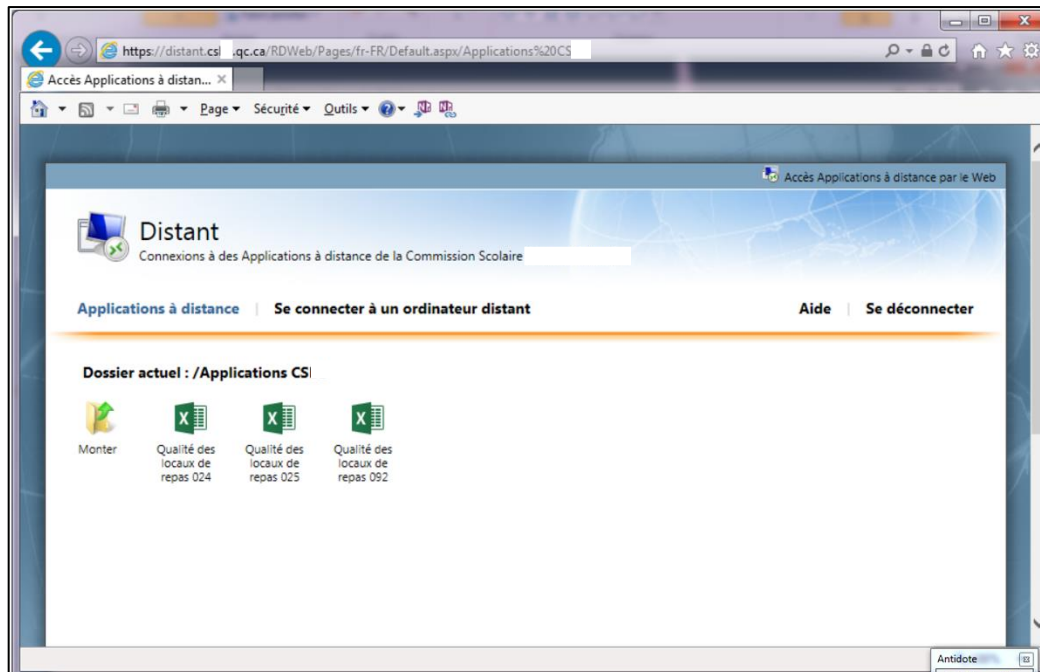 https://distant.csl .qc.ca/RDWeb/Pages/fr-FR/Default.aspx/Applications%20CS
Accès Applications à distan... ×
Page Sécurité Outils
Accès Applications à distance par le Web
Distant
Connexions à des Applications à distance de la Commission Scolaire
Applications à distance | Se connecter à un ordinateur distant Aide | Se déconnecter
Dossier actuel : /Applications CS
Monter
Qualité des
locaux de
repas 024
Qualité des
locaux de
repas 025
Qualité des
locaux de
repas 092
Antidote